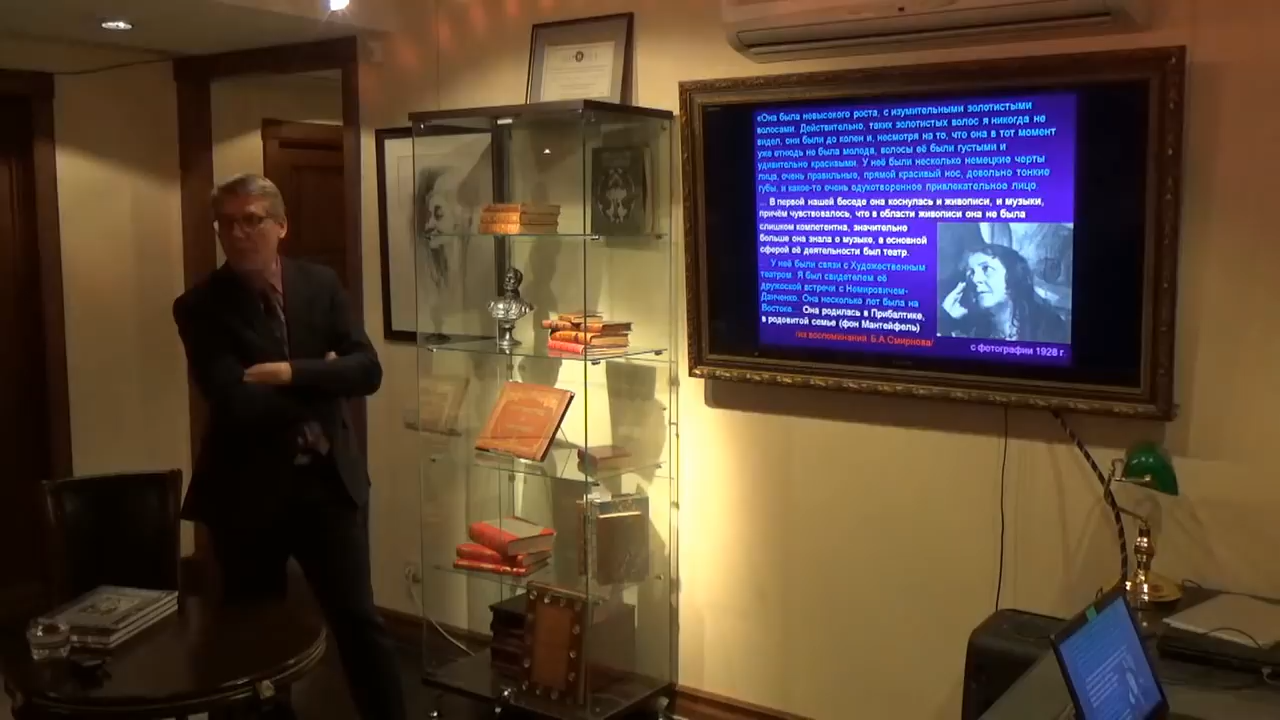 «Она была невысокого роста, с изумительными золотистыми
волосами. Действительно, таких золотистых волос я никогда не
видел, они были до колен и, несмотря на то, что она в тот момент
уже отнюдь не была молода, волосы её были густыми и
удивительно красивыми. У неё были несколько немецкие черты
лица, очень правильные, прямой красивый нос, довольно тонкие
губы, и какое-то очень одухотворенное привлекательное лицо.
... В первой нашей беседе она коснулась и живописи, и музыки,
причём чувствовалось, что в области живописи она не была
слишком компетентна, значительно
больше она знала о музыке, а основной
сферой её деятельности был театр.
... У неё были связи с Художественным
театром. Я был свидетелем её
дружеской встречи с Немировичем-
Данченко. Она несколько лет была на
Востоке... Она родилась в Прибалтике,
в родовитой семье (фон Мантейфель)
(из воспоминаний Б.А.Смирнова)
с фотографии 1928 г.